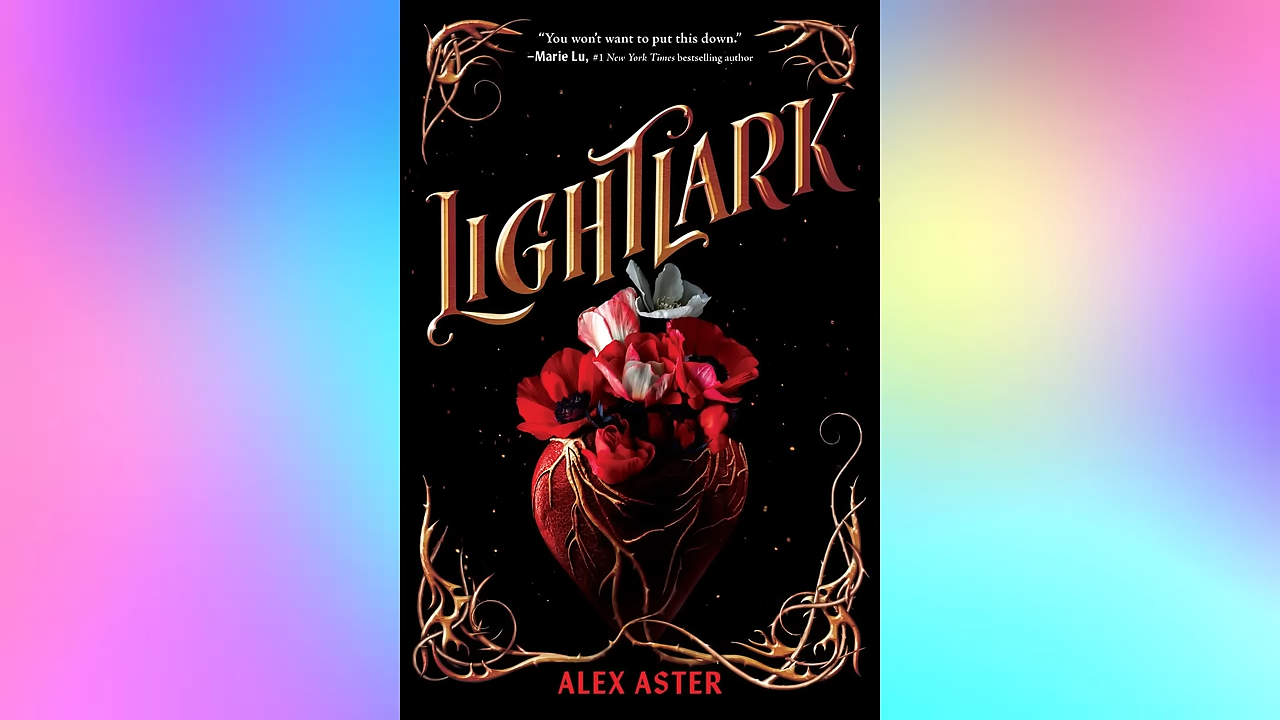 “You won’t want to put this down.”
–Marie Lu, #1 New York Times bestselling author
LIGHTLARK
ALEX ASTER